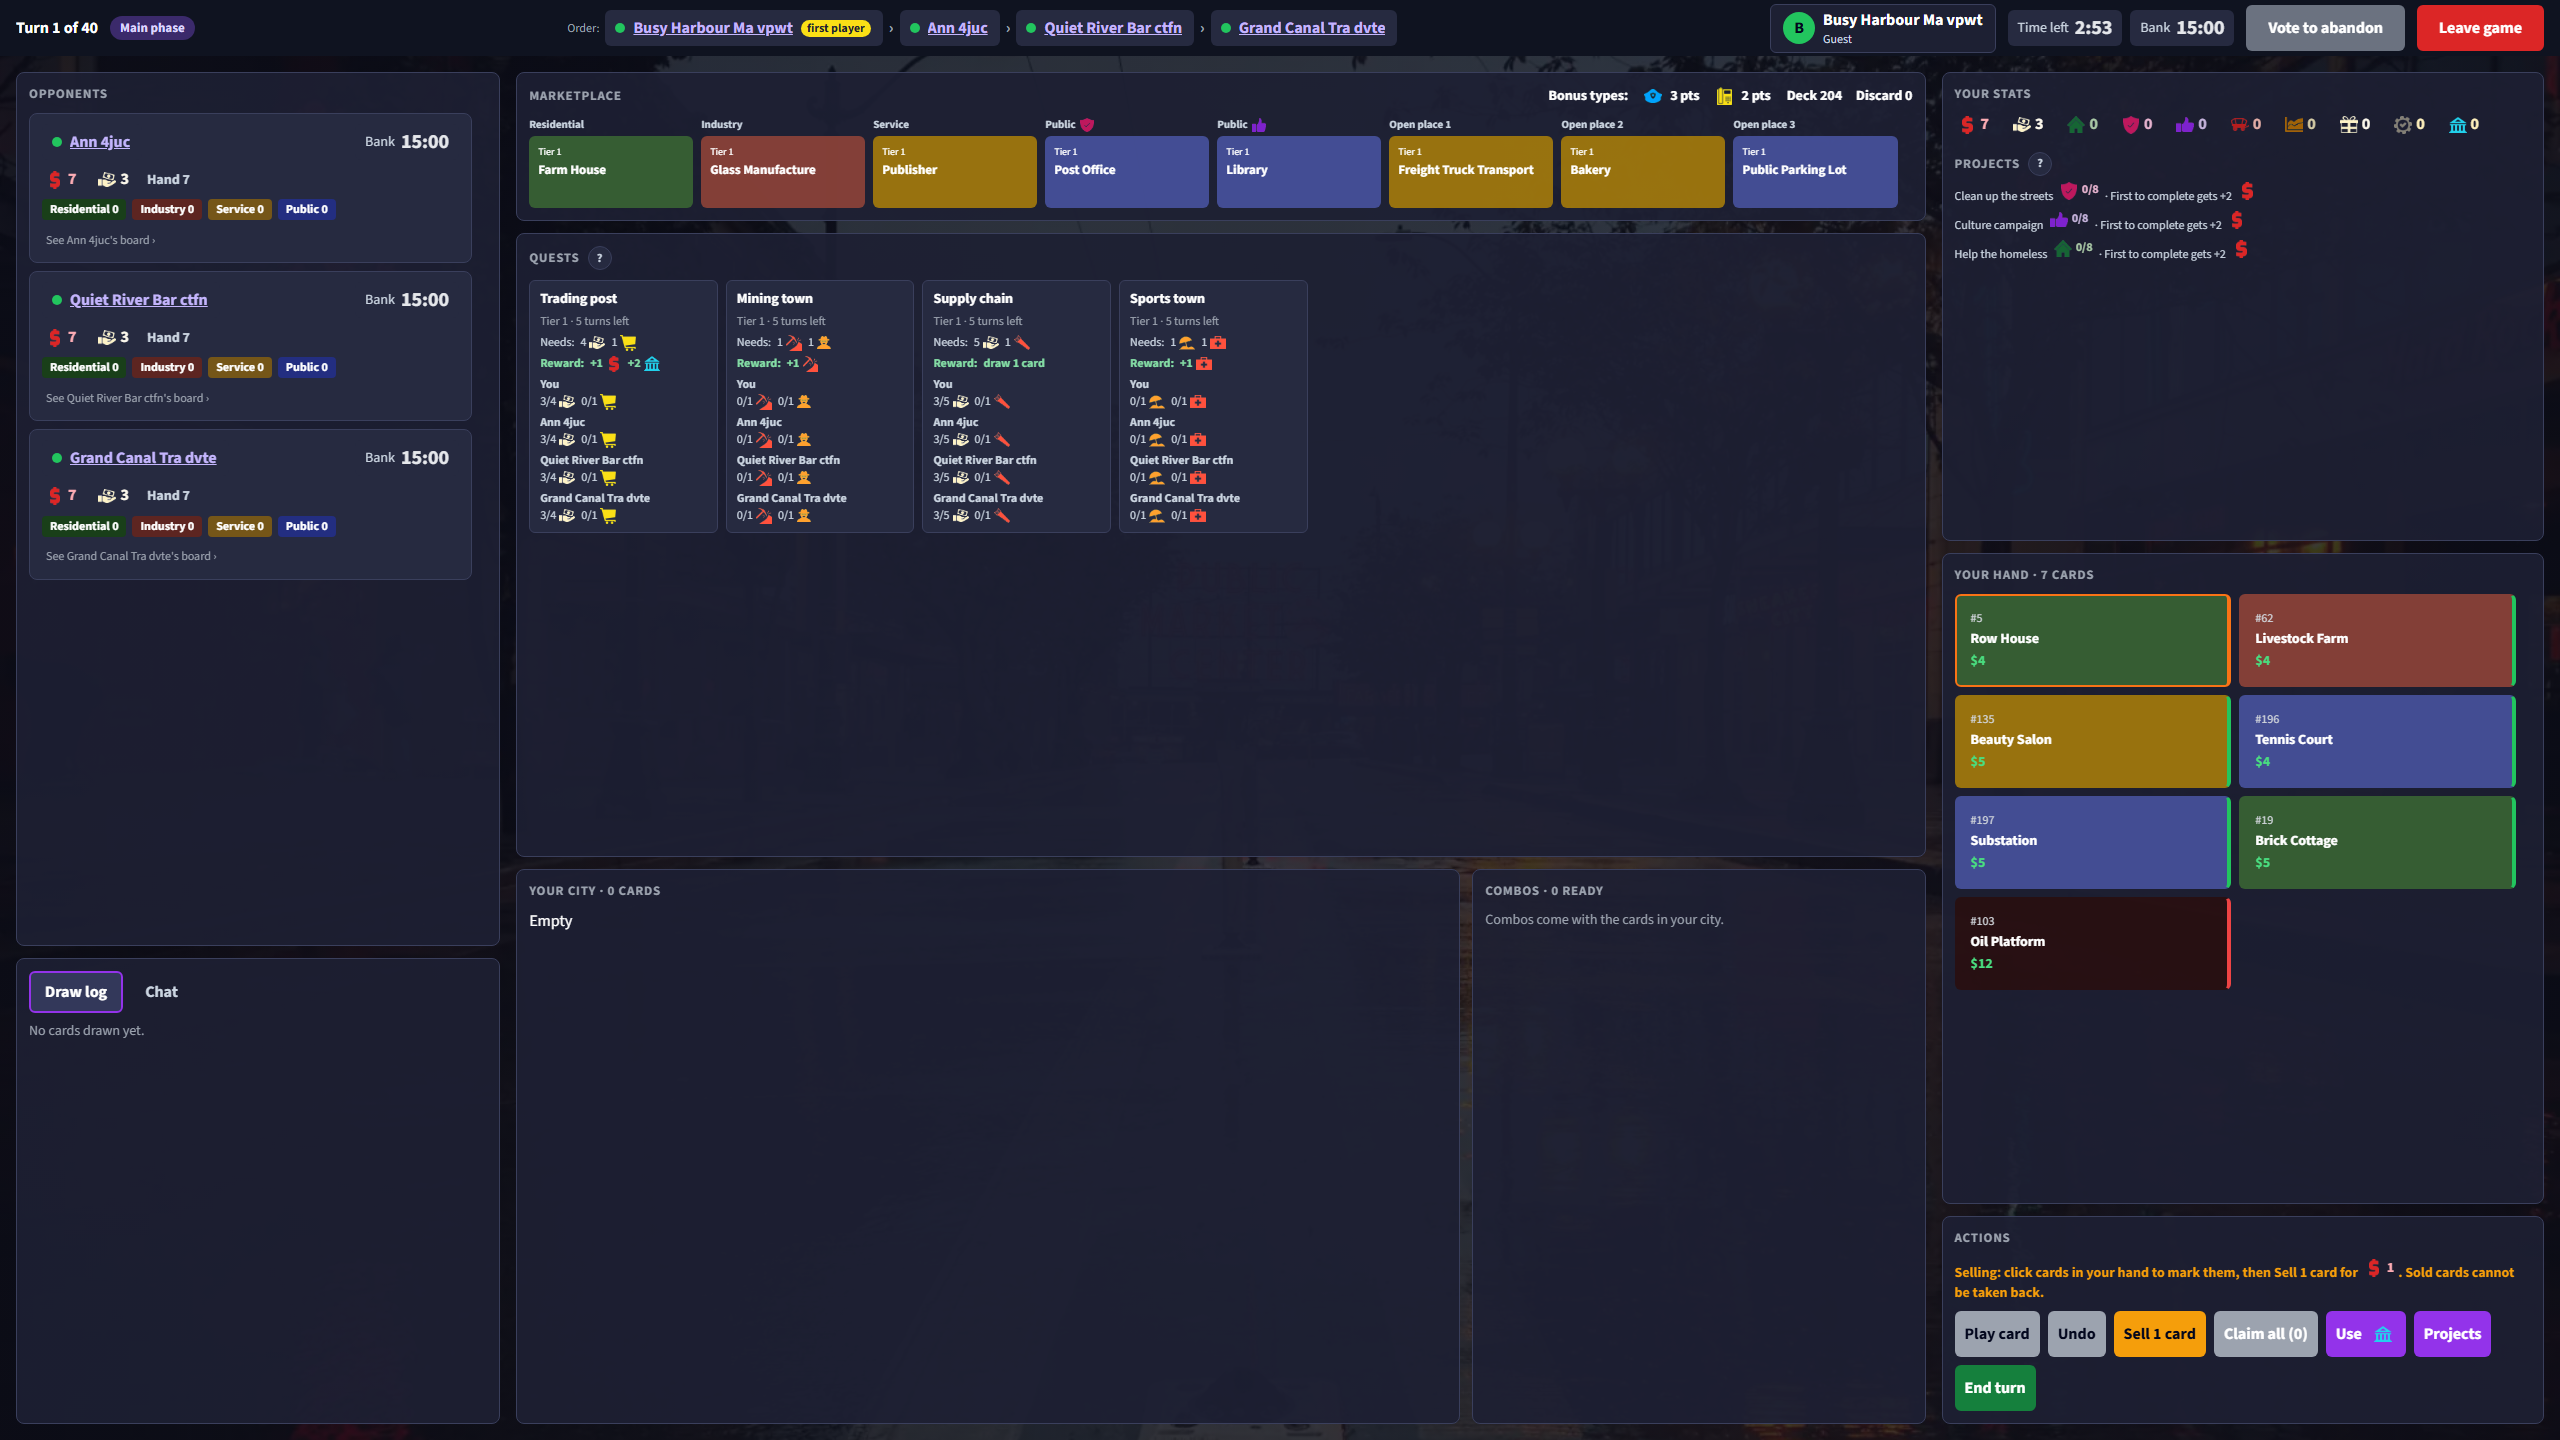 Turn 1 of 40 Main phase
Order: Busy Harbour Ma vpwt first player › Ann 4juc › Quiet River Bar ctfn › Grand Canal Tra dvte
B Busy Harbour Ma vpwt
Guest
Time left 2:53 Bank 15:00 Vote to abandon Leave game
OPPONENTS
Ann 4juc Bank 15:00
7 3 Hand 7
Residential 0 Industry 0 Service 0 Public 0
See Ann 4juc's board ›
Quiet River Bar ctfn Bank 15:00
7 3 Hand 7
Residential 0 Industry 0 Service 0 Public 0
See Quiet River Bar ctfn's board ›
Grand Canal Tra dvte Bank 15:00
7 3 Hand 7
Residential 0 Industry 0 Service 0 Public 0
See Grand Canal Tra dvte's board ›
Draw log Chat
No cards drawn yet.
MARKETPLACE Bonus types: 3 pts 2 pts Deck 204 Discard 0
Residential Industry Service Public Public Open place 1 Open place 2 Open place 3
Tier 1 Tier 1 Tier 1 Tier 1 Tier 1 Tier 1 Tier 1 Tier 1
Farm House Glass Manufacture Publisher Post Office Library Freight Truck Transport Bakery Public Parking Lot
QUESTS ?
Trading post
Tier 1 · 5 turns left
Needs: 4 1
Reward: +1 +2
You
3/4 0/1
Ann 4juc
3/4 0/1
Quiet River Bar ctfn
3/4 0/1
Grand Canal Tra dvte
3/4 0/1
Mining town
Tier 1 · 5 turns left
Needs: 1 1
Reward: +1
You
0/1 0/1
Ann 4juc
0/1 0/1
Quiet River Bar ctfn
0/1 0/1
Grand Canal Tra dvte
0/1 0/1
Supply chain
Tier 1 · 5 turns left
Needs: 5 1
Reward: draw 1 card
You
3/5 0/1
Ann 4juc
3/5 0/1
Quiet River Bar ctfn
3/5 0/1
Grand Canal Tra dvte
3/5 0/1
Sports town
Tier 1 · 5 turns left
Needs: 1 1
Reward: +1
You
0/1 0/1
Ann 4juc
0/1 0/1
Quiet River Bar ctfn
0/1 0/1
Grand Canal Tra dvte
0/1 0/1
YOUR CITY · 0 CARDS
Empty
COMBOS · 0 READY
Combos come with the cards in your city.
YOUR STATS
$ 7 3 0 0 0 0 0 0 0 0
PROJECTS ?
Clean up the streets 0/8 · First to complete gets +2 $
Culture campaign 0/8 · First to complete gets +2 $
Help the homeless 0/8 · First to complete gets +2 $
YOUR HAND · 7 CARDS
#5
Row House
$4
#62
Livestock Farm
$4
#135
Beauty Salon
$5
#196
Tennis Court
$4
#197
Substation
$5
#19
Brick Cottage
$5
#103
Oil Platform
$12
ACTIONS
Selling: click cards in your hand to mark them, then Sell 1 card for $ 1 . Sold cards cannot
be taken back.
Play card Undo Sell 1 card Claim all (0) Use Projects
End turn